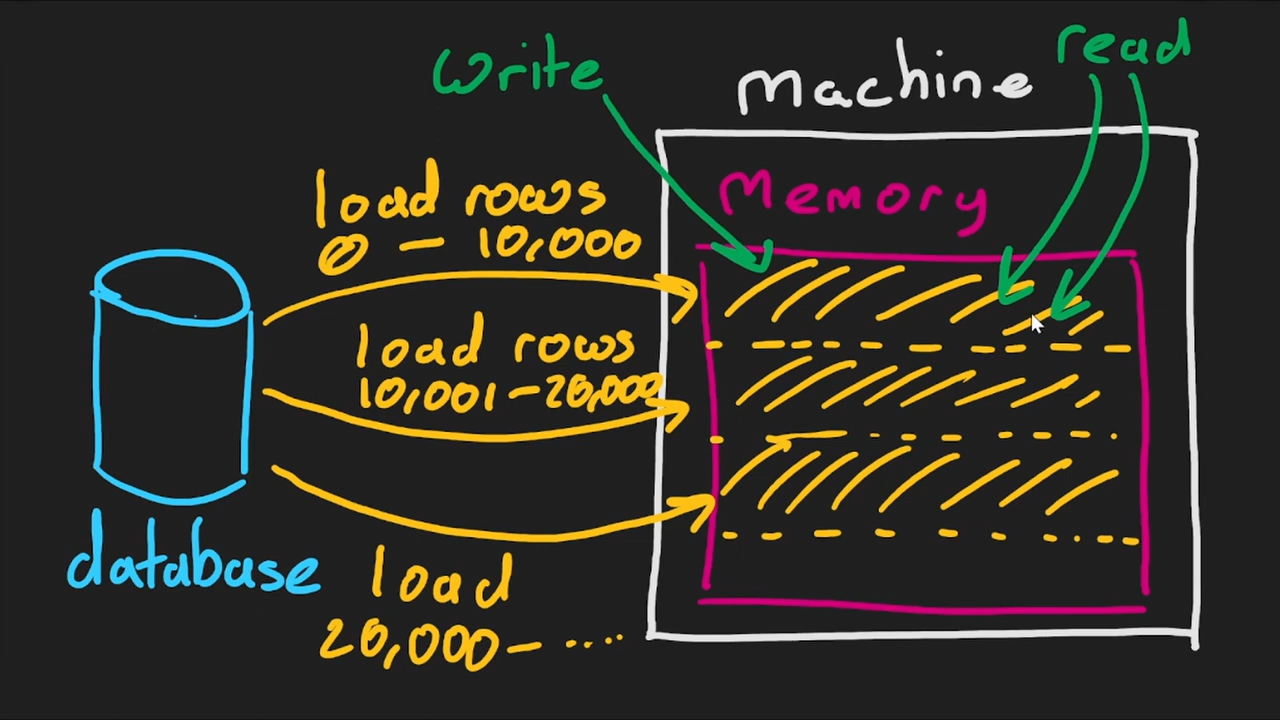 write
read
machine
Memory
load rows
0 - 10,000
load rows
10,001 - 20,000
database
load
20,000 - .....